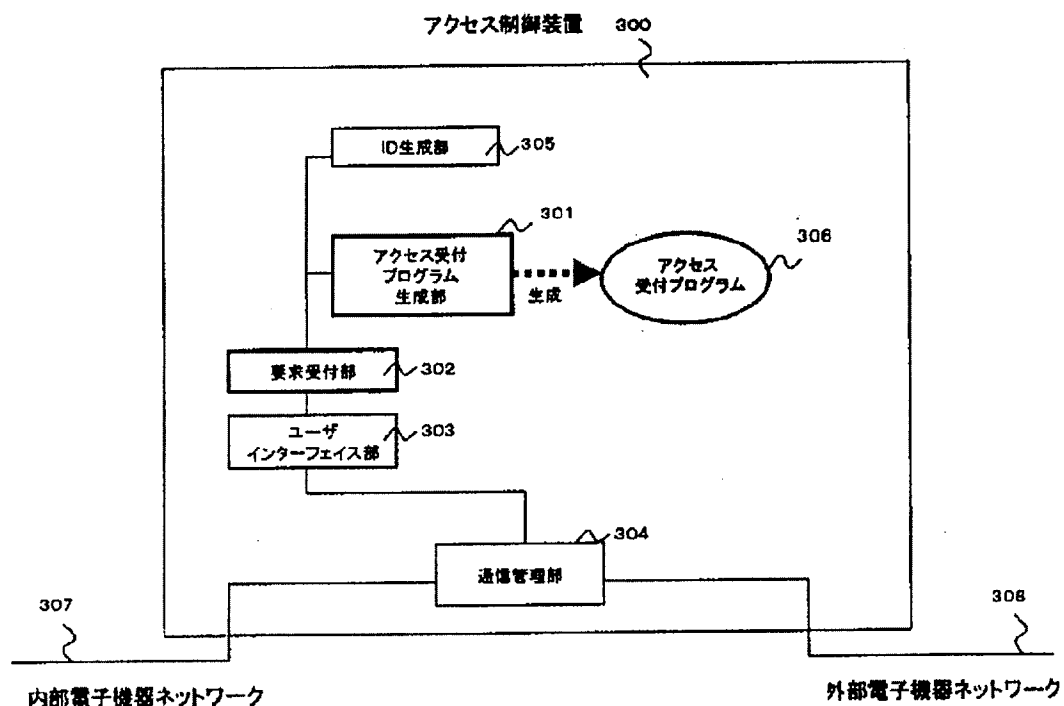 アクセス制御装置 300
ID生成部
305
301
アクセス受付
プログラム
生成部
生成
アクセス
受付プログラム
306
要求受付部
302
ユーザ
インターフェイス部
303
304
通信管理部
307
308
内部電子機器ネットワーク
外部電子機器ネットワーク